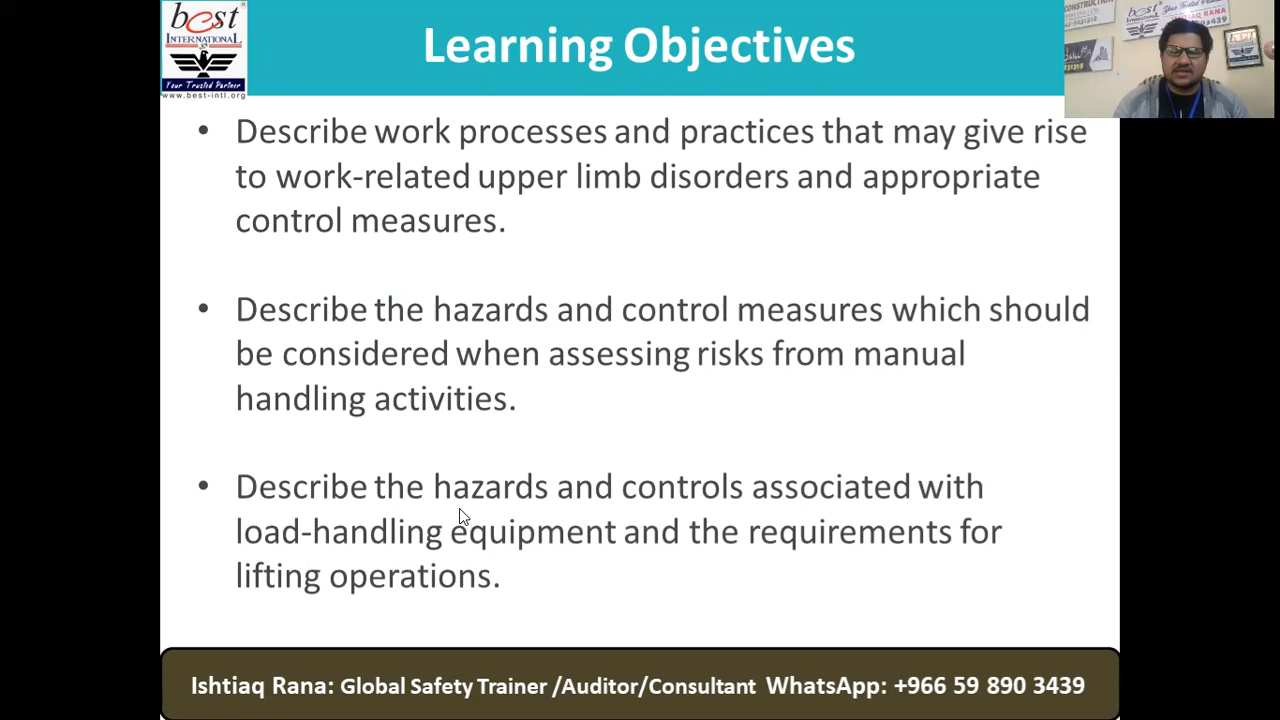 best
INTERNATIONAL
Your Trusted Partner
www.best-intl.org
Learning Objectives
CONSTRUCTION
• Describe work processes and practices that may give rise
to work-related upper limb disorders and appropriate
control measures.
• Describe the hazards and control measures which should
be considered when assessing risks from manual
handling activities.
• Describe the hazards and controls associated with
load-handling equipment and the requirements for
lifting operations.
Ishtiaq Rana: Global Safety Trainer /Auditor/Consultant WhatsApp: +966 59 890 3439